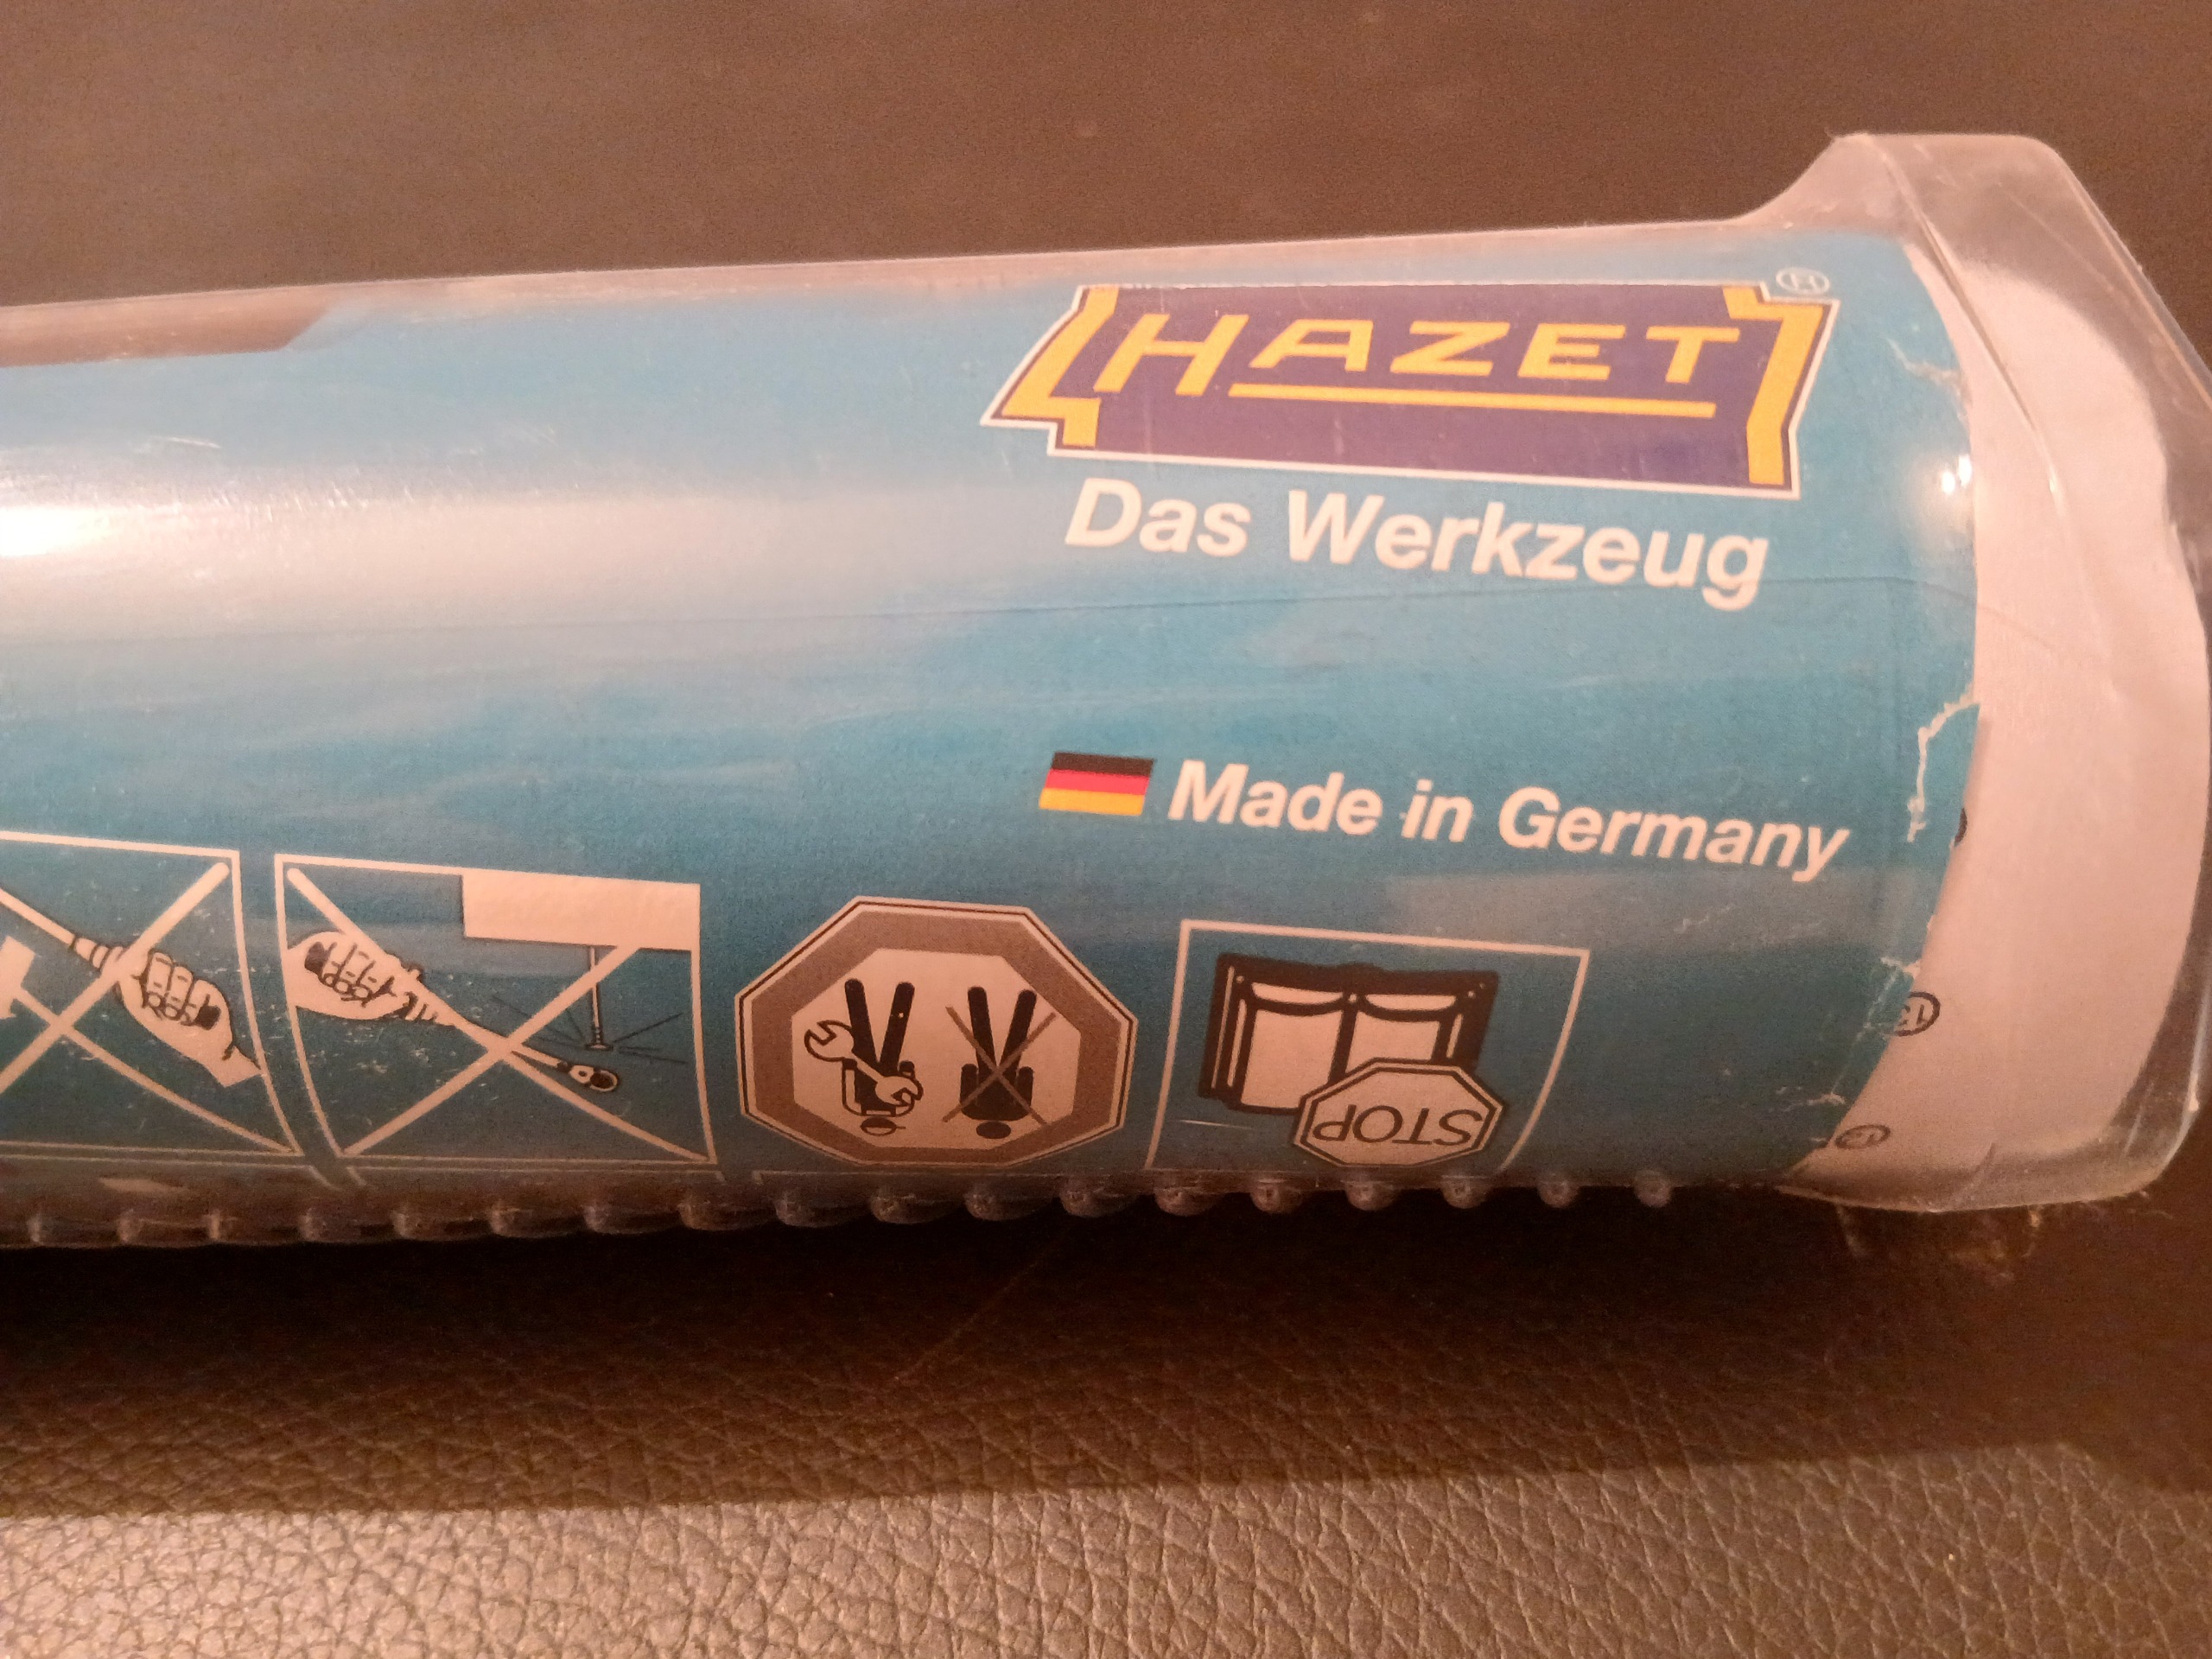 HAZET ®
Das Werkzeug
Made in Germany
STOP